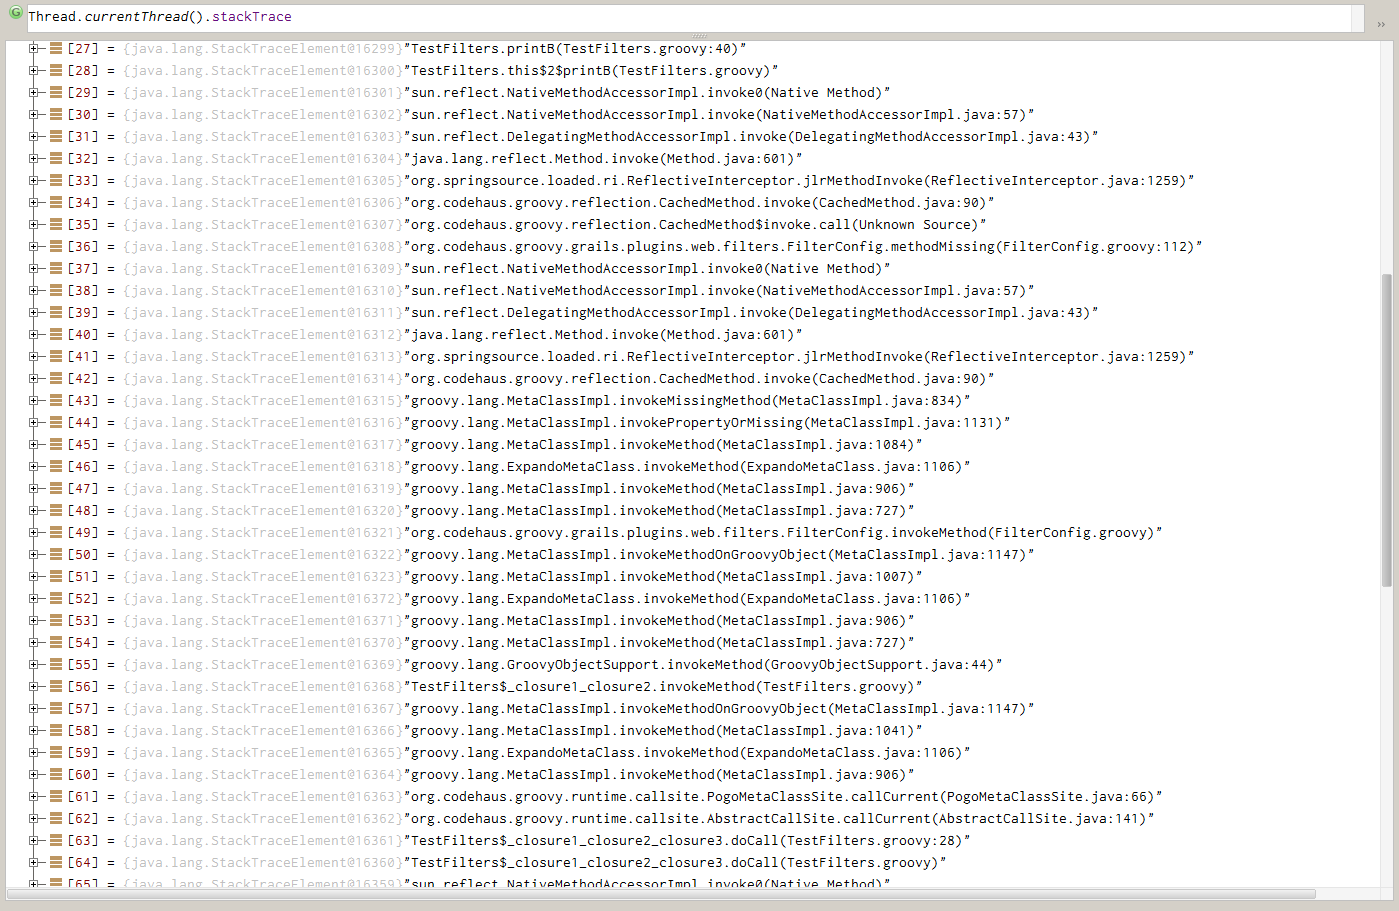 G
Thread.currentThread().stackTrace
»
[27] = {java.lang.StackTraceElement@16299}"TestFilters.printB(TestFilters.groovy:40)"
[28] = {java.lang.StackTraceElement@16300}"TestFilters.this$2$printB(TestFilters.groovy)"
[29] = {java.lang.StackTraceElement@16301}"sun.reflect.NativeMethodAccessorImpl.invoke0(Native Method)"
[30] = {java.lang.StackTraceElement@16302}"sun.reflect.NativeMethodAccessorImpl.invoke(NativeMethodAccessorImpl.java:57)"
[31] = {java.lang.StackTraceElement@16303}"sun.reflect.DelegatingMethodAccessorImpl.invoke(DelegatingMethodAccessorImpl.java:43)"
[32] = {java.lang.StackTraceElement@16304}"java.lang.reflect.Method.invoke(Method.java:601)"
[33] = {java.lang.StackTraceElement@16305}"org.springsource.loaded.ri.ReflectiveInterceptor.jlrMethodInvoke(ReflectiveInterceptor.java:1259)"
[34] = {java.lang.StackTraceElement@16306}"org.codehaus.groovy.reflection.CachedMethod.invoke(CachedMethod.java:90)"
[35] = {java.lang.StackTraceElement@16307}"org.codehaus.groovy.reflection.CachedMethod$invoke.call(Unknown Source)"
[36] = {java.lang.StackTraceElement@16308}"org.codehaus.groovy.grails.plugins.web.filters.FilterConfig.methodMissing(FilterConfig.groovy:112)"
[37] = {java.lang.StackTraceElement@16309}"sun.reflect.NativeMethodAccessorImpl.invoke0(Native Method)"
[38] = {java.lang.StackTraceElement@16310}"sun.reflect.NativeMethodAccessorImpl.invoke(NativeMethodAccessorImpl.java:57)"
[39] = {java.lang.StackTraceElement@16311}"sun.reflect.DelegatingMethodAccessorImpl.invoke(DelegatingMethodAccessorImpl.java:43)"
[40] = {java.lang.StackTraceElement@16312}"java.lang.reflect.Method.invoke(Method.java:601)"
[41] = {java.lang.StackTraceElement@16313}"org.springsource.loaded.ri.ReflectiveInterceptor.jlrMethodInvoke(ReflectiveInterceptor.java:1259)"
[42] = {java.lang.StackTraceElement@16314}"org.codehaus.groovy.reflection.CachedMethod.invoke(CachedMethod.java:90)"
[43] = {java.lang.StackTraceElement@16315}"groovy.lang.MetaClassImpl.invokeMissingMethod(MetaClassImpl.java:834)"
[44] = {java.lang.StackTraceElement@16316}"groovy.lang.MetaClassImpl.invokePropertyOrMissing(MetaClassImpl.java:1131)"
[45] = {java.lang.StackTraceElement@16317}"groovy.lang.MetaClassImpl.invokeMethod(MetaClassImpl.java:1084)"
[46] = {java.lang.StackTraceElement@16318}"groovy.lang.ExpandoMetaClass.invokeMethod(ExpandoMetaClass.java:1106)"
[47] = {java.lang.StackTraceElement@16319}"groovy.lang.MetaClassImpl.invokeMethod(MetaClassImpl.java:906)"
[48] = {java.lang.StackTraceElement@16320}"groovy.lang.MetaClassImpl.invokeMethod(MetaClassImpl.java:727)"
[49] = {java.lang.StackTraceElement@16321}"org.codehaus.groovy.grails.plugins.web.filters.FilterConfig.invokeMethod(FilterConfig.groovy)"
[50] = {java.lang.StackTraceElement@16322}"groovy.lang.MetaClassImpl.invokeMethodOnGroovyObject(MetaClassImpl.java:1147)"
[51] = {java.lang.StackTraceElement@16323}"groovy.lang.MetaClassImpl.invokeMethod(MetaClassImpl.java:1007)"
[52] = {java.lang.StackTraceElement@16372}"groovy.lang.ExpandoMetaClass.invokeMethod(ExpandoMetaClass.java:1106)"
[53] = {java.lang.StackTraceElement@16371}"groovy.lang.MetaClassImpl.invokeMethod(MetaClassImpl.java:906)"
[54] = {java.lang.StackTraceElement@16370}"groovy.lang.MetaClassImpl.invokeMethod(MetaClassImpl.java:727)"
[55] = {java.lang.StackTraceElement@16369}"groovy.lang.GroovyObjectSupport.invokeMethod(GroovyObjectSupport.java:44)"
[56] = {java.lang.StackTraceElement@16368}"TestFilters$_closure1_closure2.invokeMethod(TestFilters.groovy)"
[57] = {java.lang.StackTraceElement@16367}"groovy.lang.MetaClassImpl.invokeMethodOnGroovyObject(MetaClassImpl.java:1147)"
[58] = {java.lang.StackTraceElement@16366}"groovy.lang.MetaClassImpl.invokeMethod(MetaClassImpl.java:1041)"
[59] = {java.lang.StackTraceElement@16365}"groovy.lang.ExpandoMetaClass.invokeMethod(ExpandoMetaClass.java:1106)"
[60] = {java.lang.StackTraceElement@16364}"groovy.lang.MetaClassImpl.invokeMethod(MetaClassImpl.java:906)"
[61] = {java.lang.StackTraceElement@16363}"org.codehaus.groovy.runtime.callsite.PogoMetaClassSite.callCurrent(PogoMetaClassSite.java:66)"
[62] = {java.lang.StackTraceElement@16362}"org.codehaus.groovy.runtime.callsite.AbstractCallSite.callCurrent(AbstractCallSite.java:141)"
[63] = {java.lang.StackTraceElement@16361}"TestFilters$_closure1_closure2_closure3.doCall(TestFilters.groovy:28)"
[64] = {java.lang.StackTraceElement@16360}"TestFilters$_closure1_closure2_closure3.doCall(TestFilters.groovy)"
[65] = {java.lang.StackTraceElement@16359}"sun.reflect.NativeMethodAccessorImpl.invoke0(Native Method)"